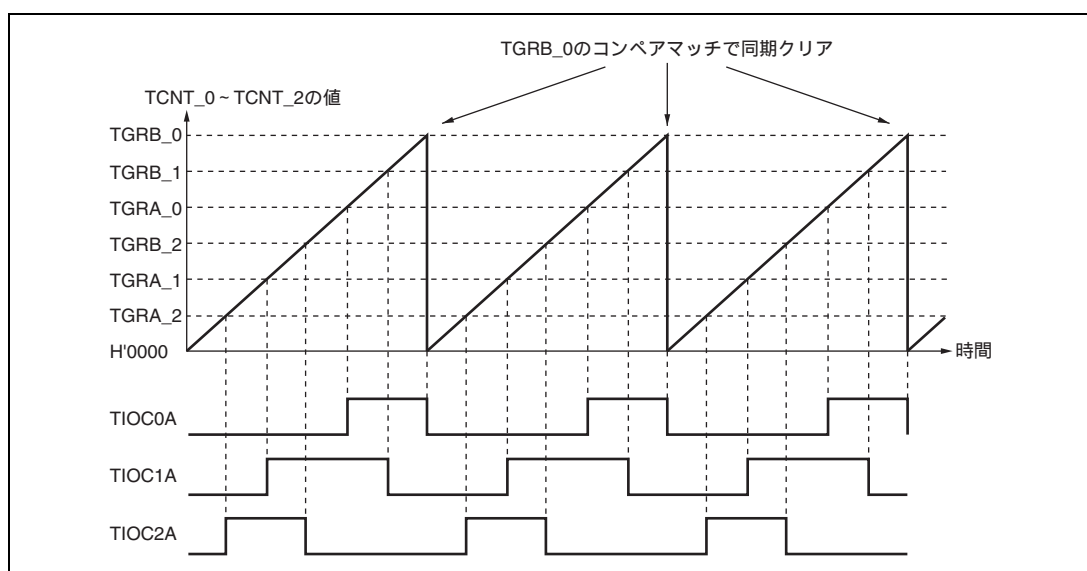 TGRB_0のコンペアマッチで同期クリア
TCNT_0~TCNT_2の値
TGRB_0
TGRB_1
TGRA_0
TGRB_2
TGRA_1
TGRA_2
H'0000
時間
TIOC0A
TIOC1A
TIOC2A